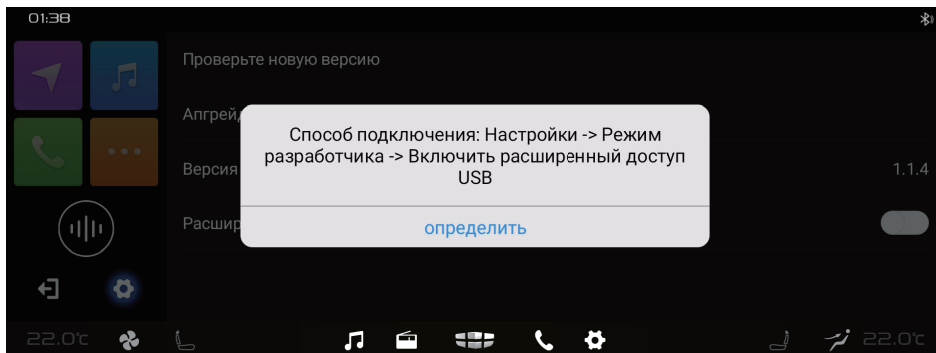 01:38
Проверьте новую версию
Апгрей
Способ подключения: Настройки -> Режим
разработчика -> Включить расширенный доступ
USB
Версия
1.1.4
Расшир
определить
22.0°c
22.0°c